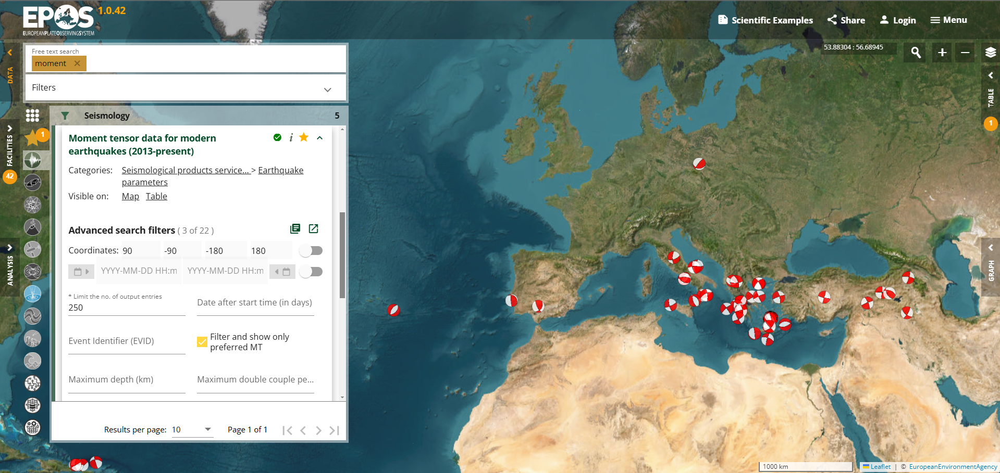 EPOS 1.0.42
EUROPEANPLATEOBSERVINGSYSTEM
Scientific Examples
Share
Login
Menu
53.88304 : 56.68945
DATA
FACILITIES
42
ANALYSIS
Free text search
moment
Filters
Seismology 5
1
Moment tensor data for modern
earthquakes (2013-present)
i
Categories: Seismological products service... > Earthquake
parameters
Visible on: Map Table
Advanced search filters ( 3 of 22 )
Coordinates: 90 -90 -180 180
YYYY-MM-DD HH:m YYYY-MM-DD HH:m
* Limit the no. of output entries
250
Date after start time (in days)
Event Identifier (EVID)
Filter and show only
preferred MT
Maximum depth (km)
Maximum double couple pe...
Results per page: 10 Page 1 of 1
TABLE
1
GRAPH
1000 km
Leaflet | © EuropeanEnvironmentAgency